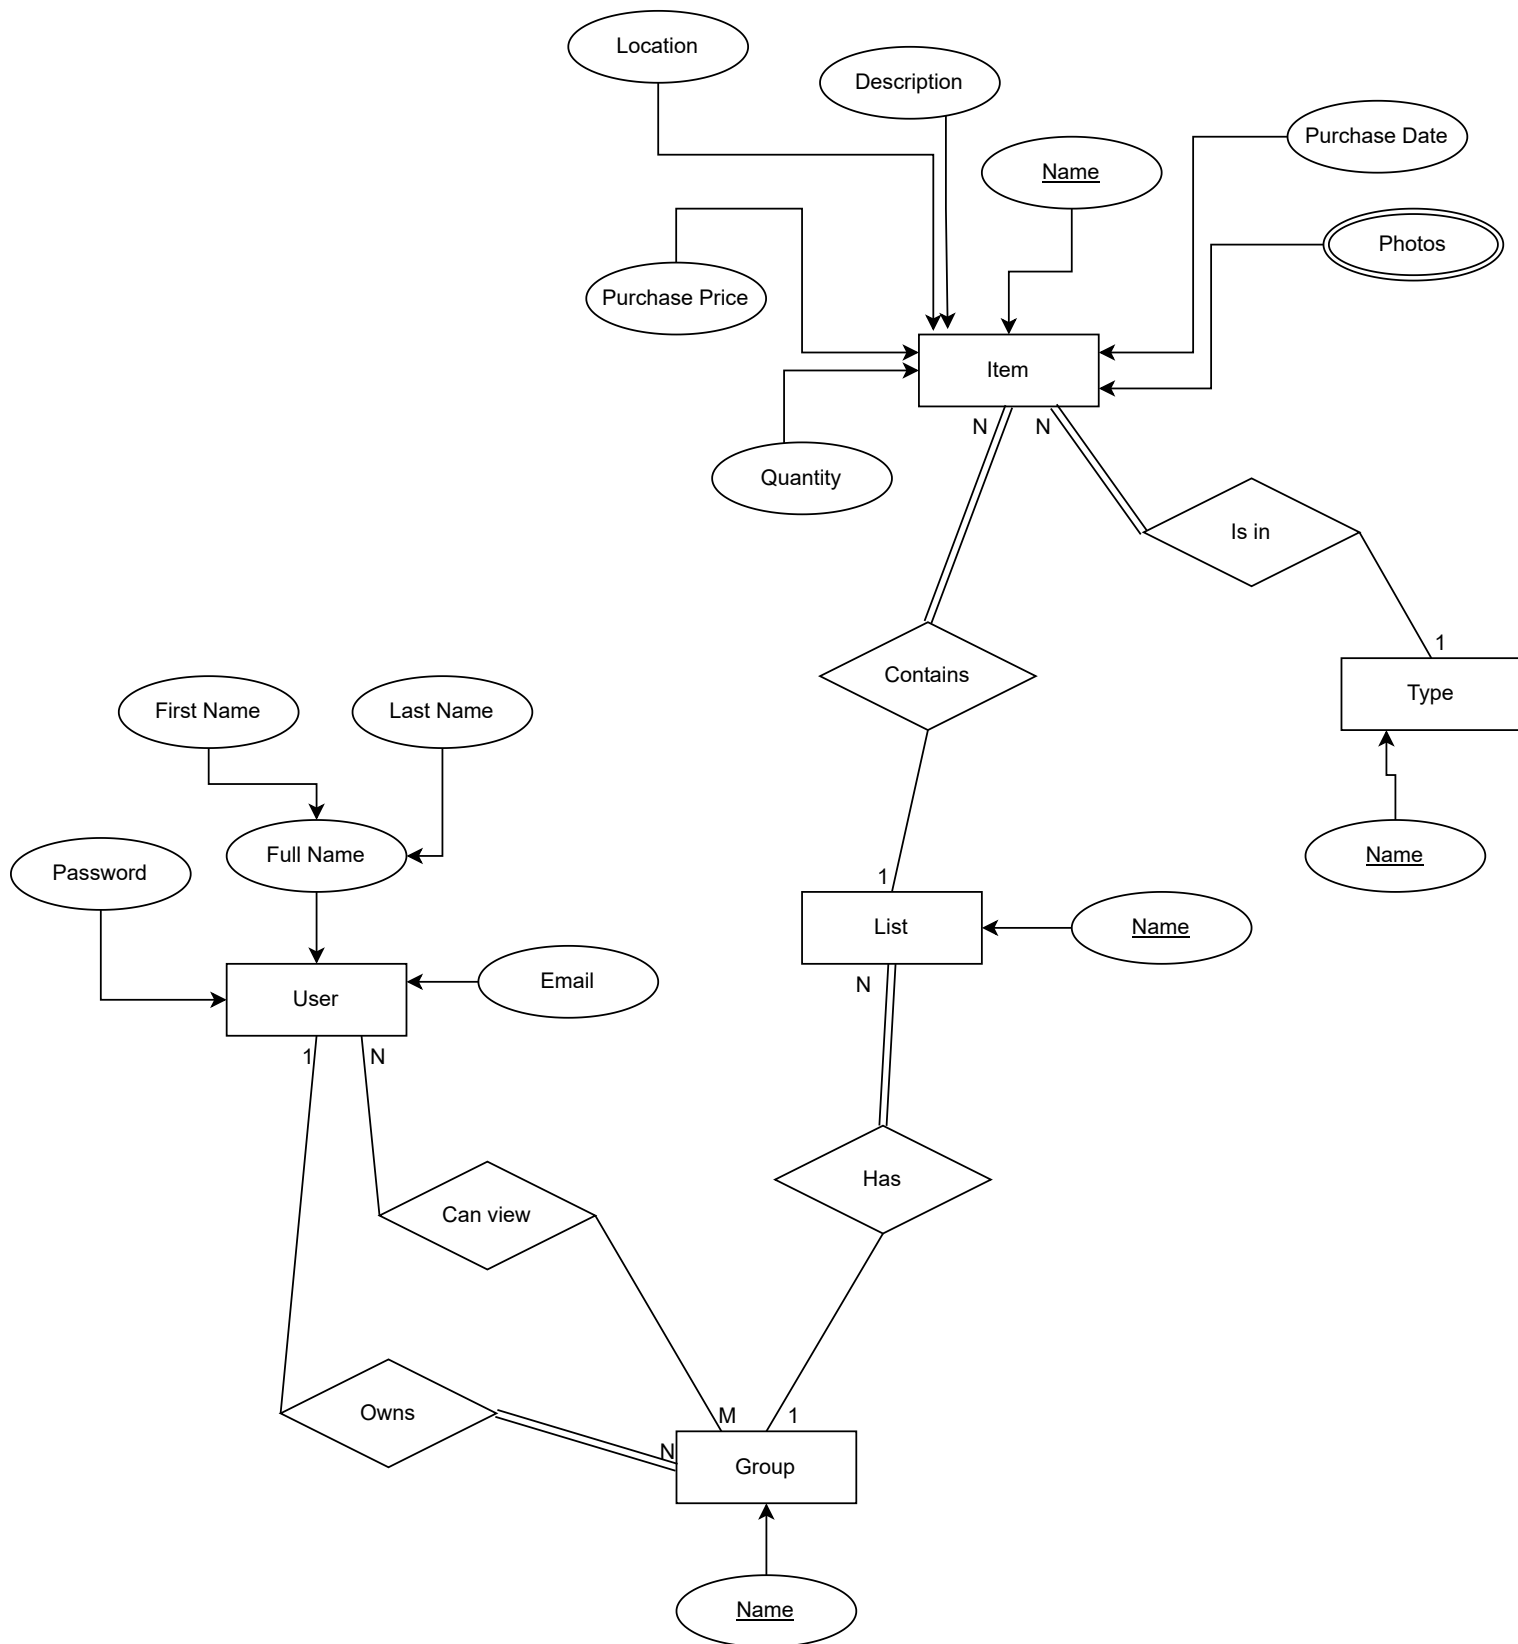 Location
Description
Purchase Date
Name
Photos
Purchase Price
Item
N
N
Quantity
Is in
1
Contains
Type
First Name
Last Name
Full Name
Name
Password
1
List
Name
Email
N
User
1
N
Has
Can view
Owns
M
1
N
Group
Name